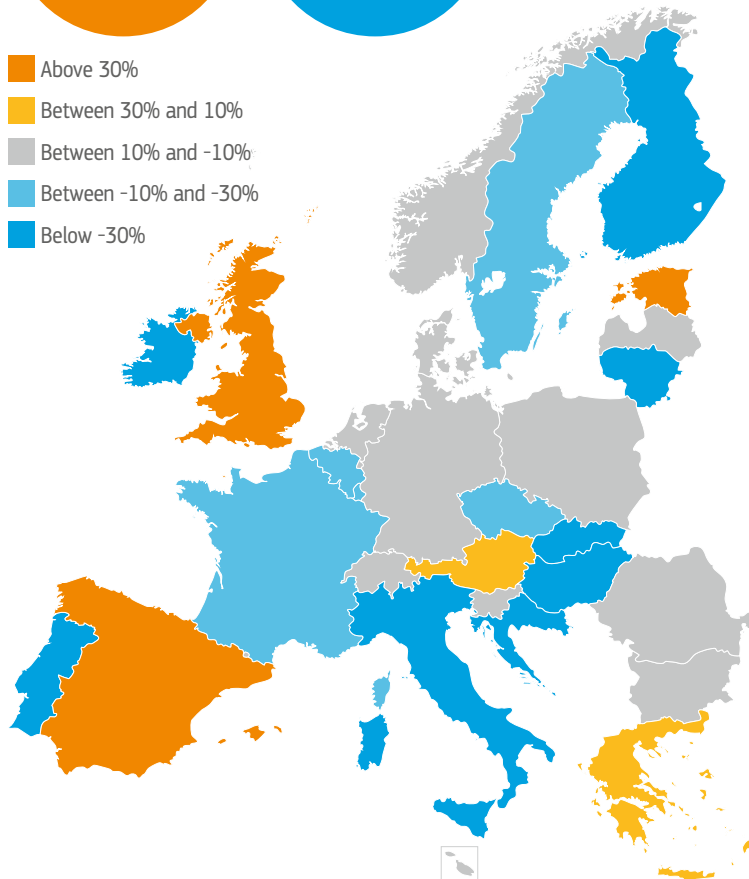 Above 30%
Between 30% and 10%
Between 10% and -10%
Between -10% and -30%
Below -30%